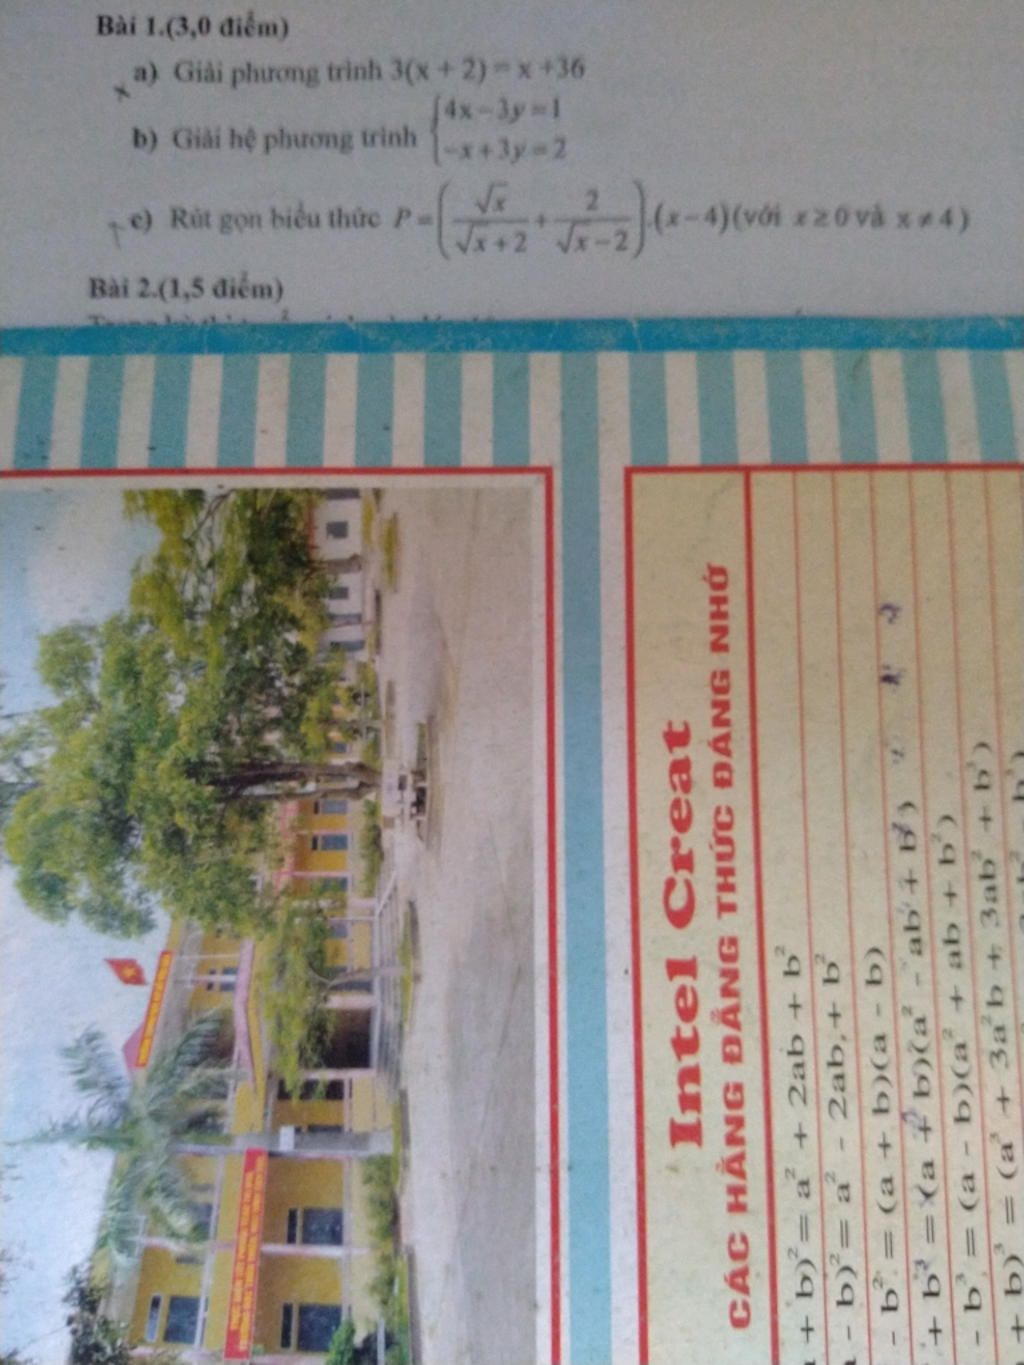 Bài 1.(3,0 điểm)
a) Giải phương trình 3(x + 2) = x +36
b) Giải hệ phương trình {4x − 3y = 1
−x + 3y = 2
c) Rút gọn biểu thức P = (√x/(√x + 2) + 2/(√x − 2)).(x − 4)(với x ≥ 0 và x ≠ 4)
Bài 2.(1,5 điểm)
Intel Creat
CÁC HẰNG ĐẲNG THỨC ĐÁNG NHỚ
+ b)² = a² + 2ab + b²
- b)² = a² - 2ab + b²
- b² = (a + b)(a - b)
+ b³ = (a + b)(a² - ab + b²)
- b³ = (a - b)(a² + ab + b²)
+ b)³ = (a³ + 3a²b + 3ab² + b³)